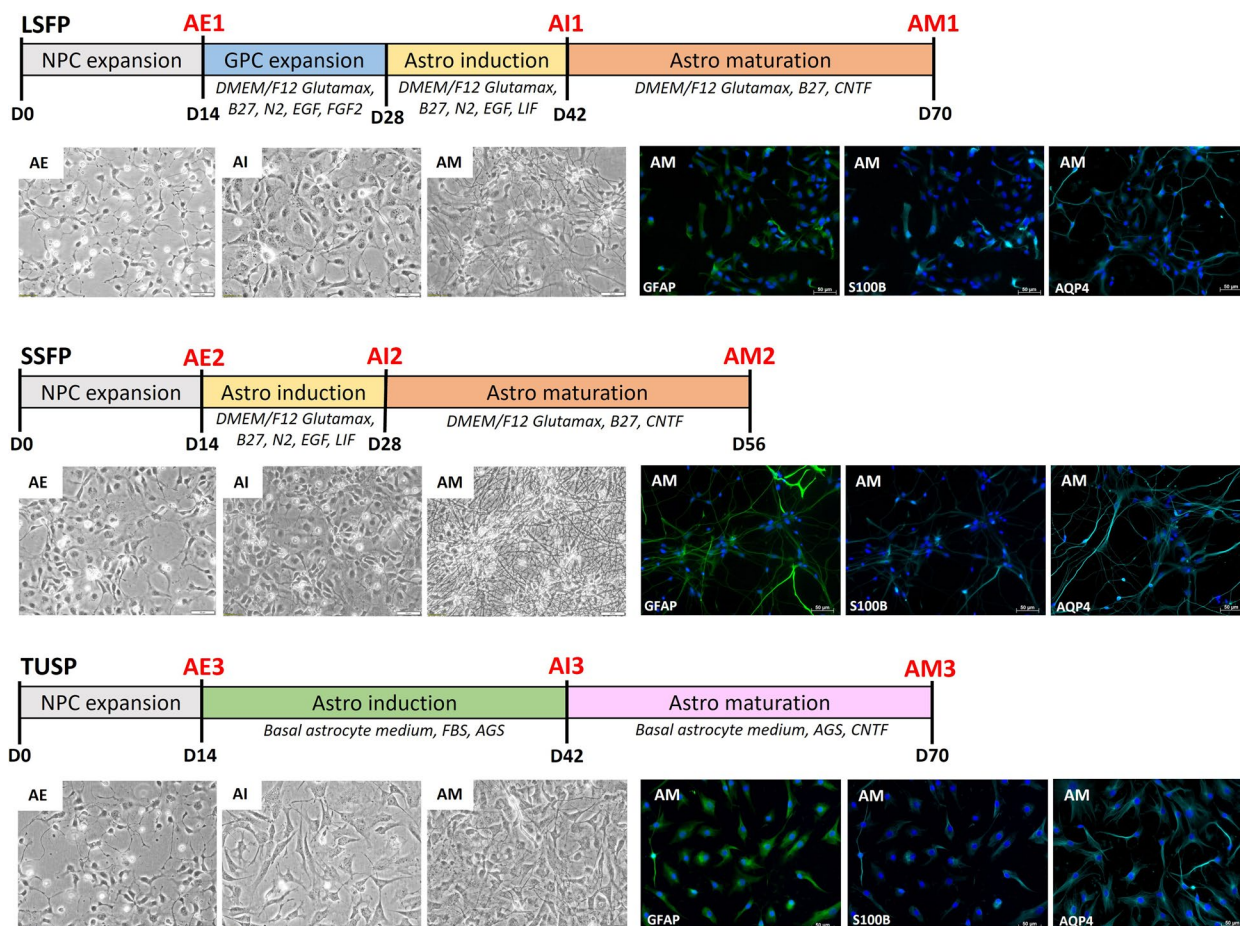 LSFP
AE1
AI1
AM1
NPC expansion
GPC expansion
Astro induction
Astro maturation
DMEM/F12 Glutamax,
B27, N2, EGF, FGF2
DMEM/F12 Glutamax,
B27, N2, EGF, LIF
DMEM/F12 Glutamax, B27, CNTF
D0
D14
D28
D42
D70
AE
AI
AM
AM
GFAP
50 µm
AM
S100B
50 µm
AM
AQP4
50 µm
SSFP
AE2
AI2
AM2
NPC expansion
Astro induction
Astro maturation
DMEM/F12 Glutamax,
B27, N2, EGF, LIF
DMEM/F12 Glutamax, B27, CNTF
D0
D14
D28
D56
AE
AI
AM
AM
GFAP
50 µm
AM
S100B
50 µm
AM
AQP4
50 µm
TUSP
AE3
AI3
AM3
NPC expansion
Astro induction
Astro maturation
Basal astrocyte medium, FBS, AGS
Basal astrocyte medium, AGS, CNTF
D0
D14
D42
D70
AE
AI
AM
AM
GFAP
50 µm
AM
S100B
50 µm
AM
AQP4
50 µm